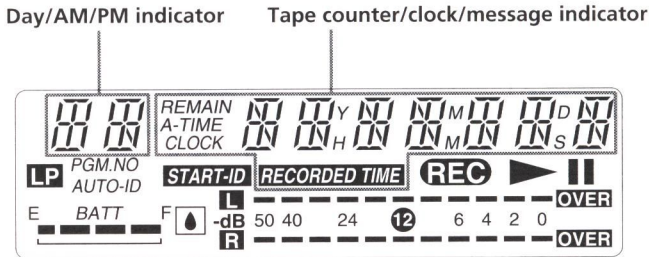 Day/AM/PM indicator
Tape counter/clock/message indicator
REMAIN
A-TIME
CLOCK
Y M D
H M S
LP PGM.NO
AUTO-ID
START-ID RECORDED TIME REC
E BATT F
L OVER
-dB 50 40 24 12 6 4 2 0
R OVER